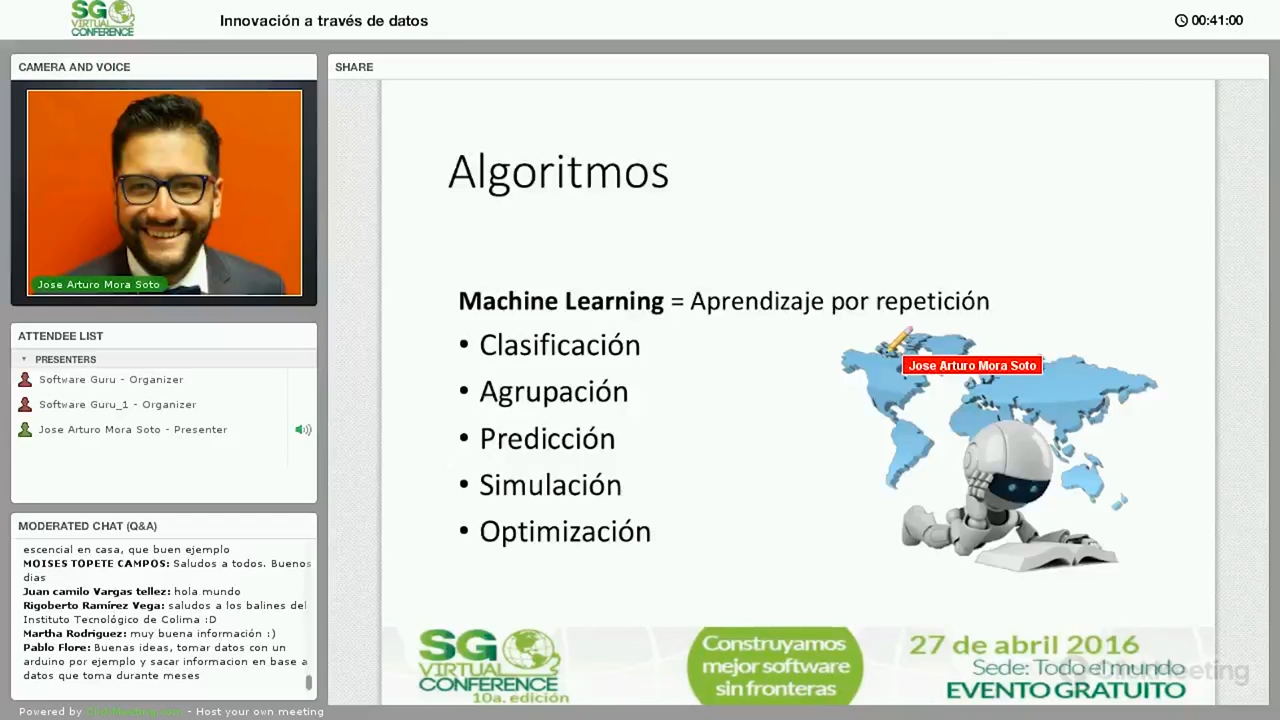 SG
VIRTUAL
CONFERENCE
Innovación a través de datos
00:41:00
CAMERA AND VOICE
Jose Arturo Mora Soto
ATTENDEE LIST
PRESENTERS
Software Guru - Organizer
Software Guru_1 - Organizer
Jose Arturo Mora Soto - Presenter
MODERATED CHAT (Q&A)
escencial en casa, que buen ejemplo
MOISES TOPETE CAMPOS: Saludos a todos. Buenos
dias
Juan camilo Vargas tellez: hola mundo
Rigoberto Ramírez Vega: saludos a los balines del
Instituto Tecnológico de Colima :D
Martha Rodriguez: muy buena información :)
Pablo Flore: Buenas ideas, tomar datos con un
arduino por ejemplo y sacar informacion en base a
datos que toma durante meses
Powered by ClickMeeting.com - Host your own meeting
SHARE
Algoritmos
Machine Learning = Aprendizaje por repetición
• Clasificación
• Agrupación
• Predicción
• Simulación
• Optimización
Jose Arturo Mora Soto
SG
VIRTUAL
CONFERENCE
10a. edición
Construyamos
mejor software
sin fronteras
27 de abril 2016
Sede: Todo el mundo
EVENTO GRATUITO
ClickMeeting